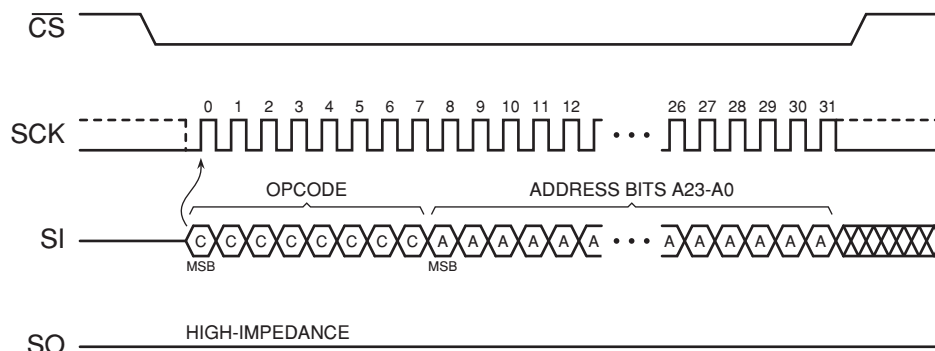 CS
0 1 2 3 4 5 6 7 8 9 10 11 12 26 27 28 29 30 31
SCK
OPCODE ADDRESS BITS A23-A0
SI C C C C C C C C A A A A A A A A A A A A
MSB MSB
HIGH-IMPEDANCE
SO